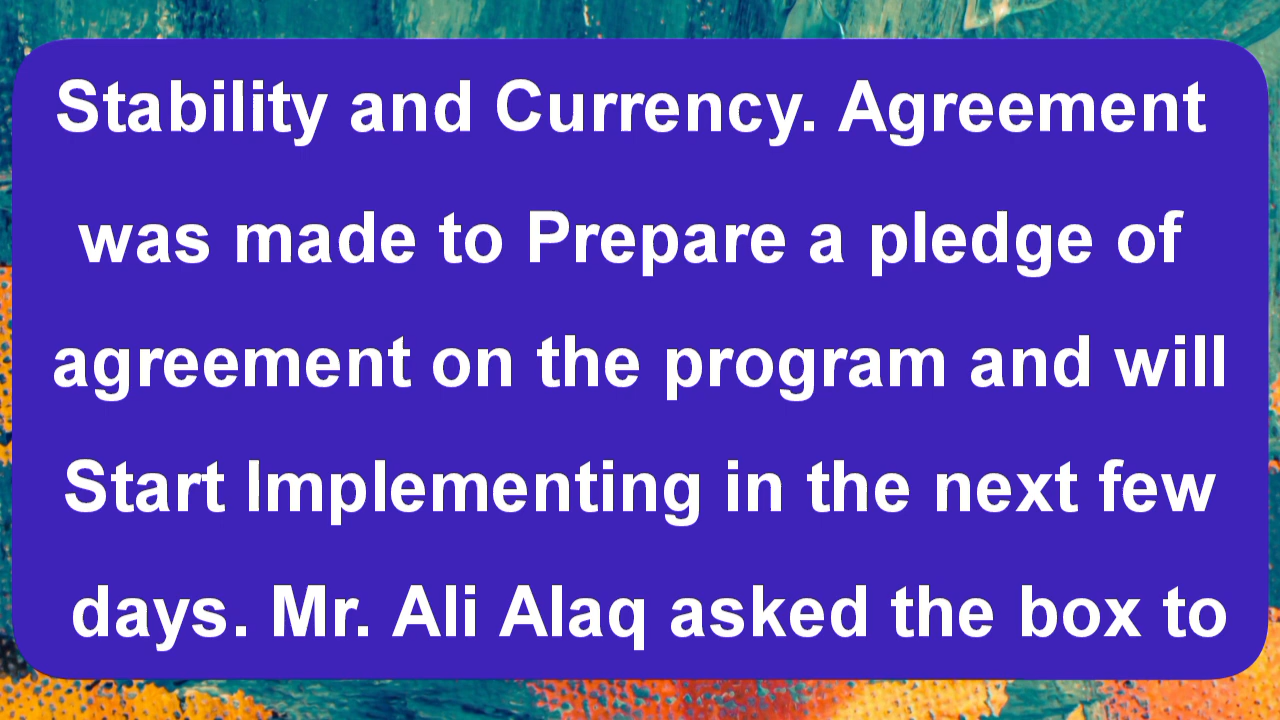 Stability and Currency. Agreement
was made to Prepare a pledge of
agreement on the program and will
Start Implementing in the next few
days. Mr. Ali Alaq asked the box to